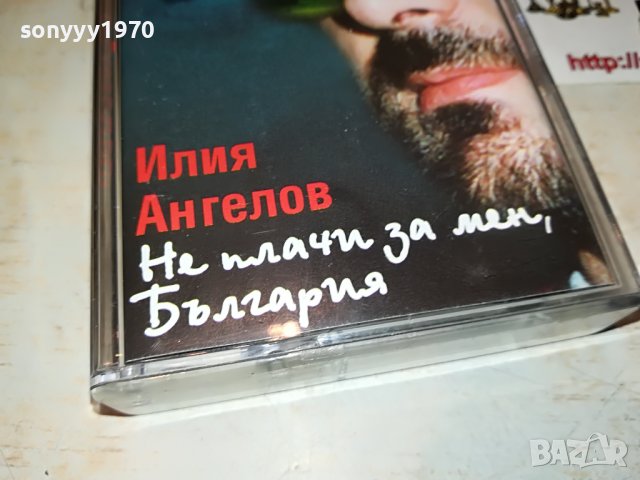 sonyyy1970
http://
Илия
Ангелов
Не плачи за мен,
България
BAZAR